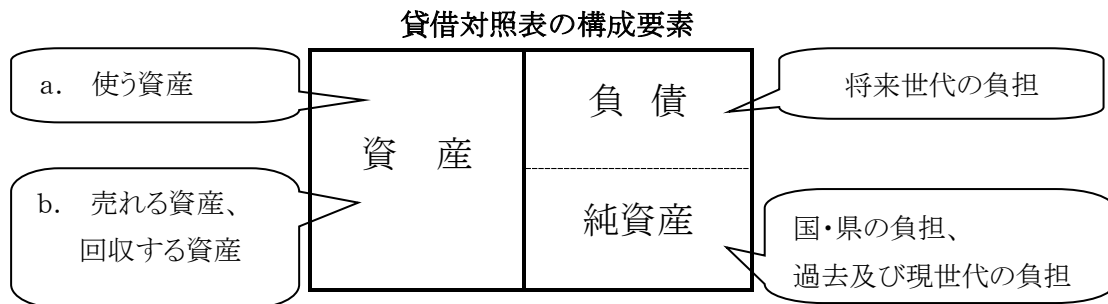 貸借対照表の構成要素
a. 使う資産
b. 売れる資産、
回収する資産
資 産
負 債
純資産
将来世代の負担
国・県の負担、
過去及び現世代の負担